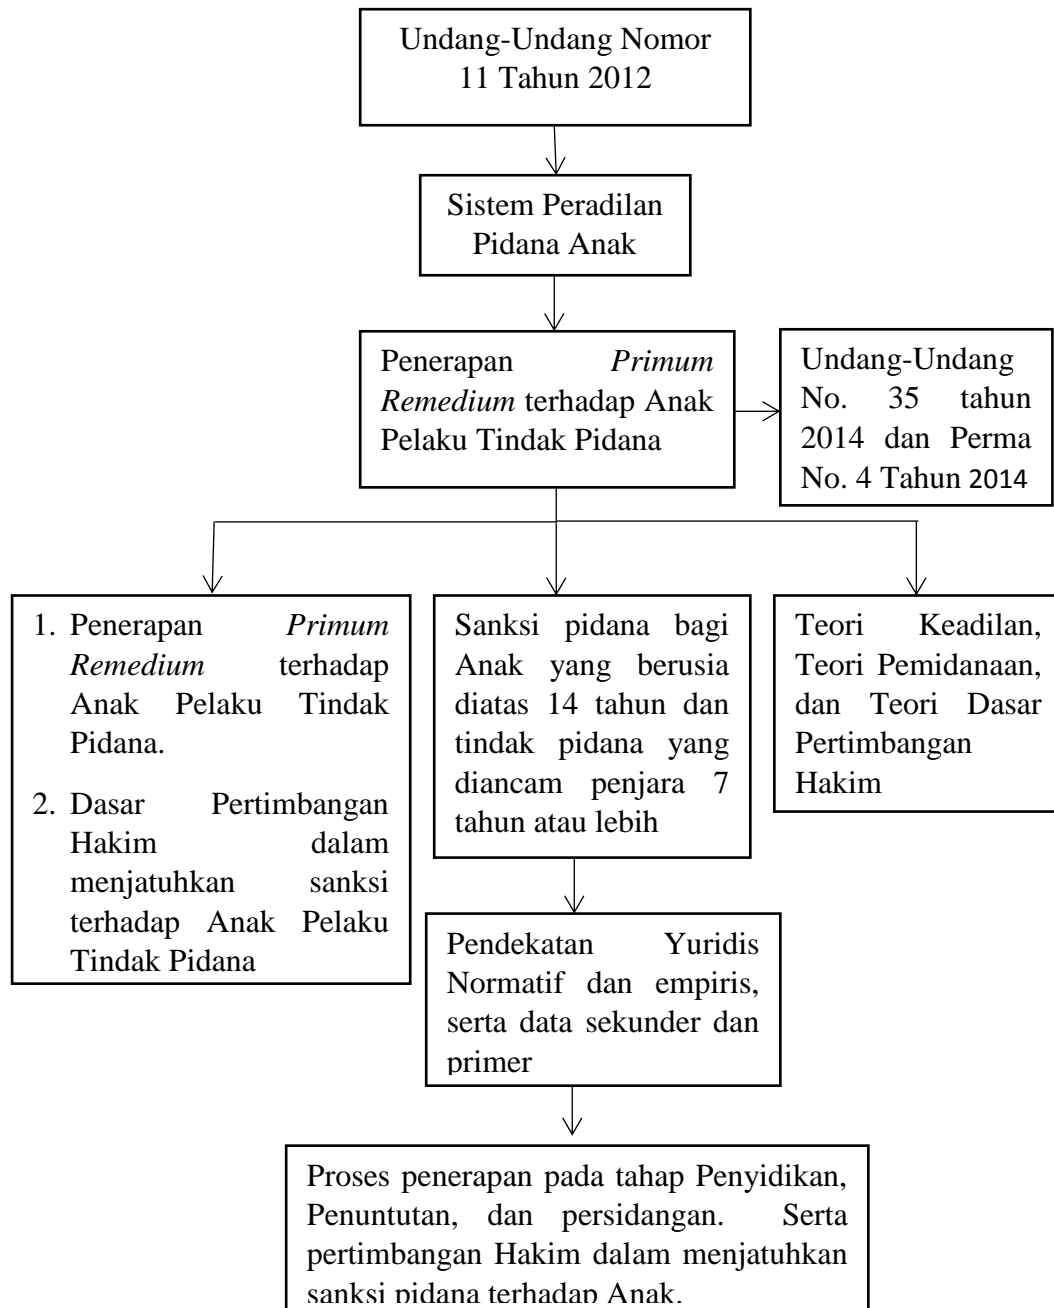 Undang-Undang Nomor
11 Tahun 2012
Sistem Peradilan
Pidana Anak
Penerapan Primum
Remedium terhadap Anak
Pelaku Tindak Pidana
Undang-Undang
No. 35 tahun
2014 dan Perma
No. 4 Tahun 2014
1. Penerapan Primum
Remedium terhadap
Anak Pelaku Tindak
Pidana.
2. Dasar Pertimbangan
Hakim dalam
menjatuhkan sanksi
terhadap Anak Pelaku
Tindak Pidana
Sanksi pidana bagi
Anak yang berusia
diatas 14 tahun dan
tindak pidana yang
diancam penjara 7
tahun atau lebih
Teori Keadilan,
Teori Pemidanaan,
dan Teori Dasar
Pertimbangan
Hakim
Pendekatan Yuridis
Normatif dan empiris,
serta data sekunder dan
primer
Proses penerapan pada tahap Penyidikan,
Penuntutan, dan persidangan. Serta
pertimbangan Hakim dalam menjatuhkan
sanksi pidana terhadap Anak.